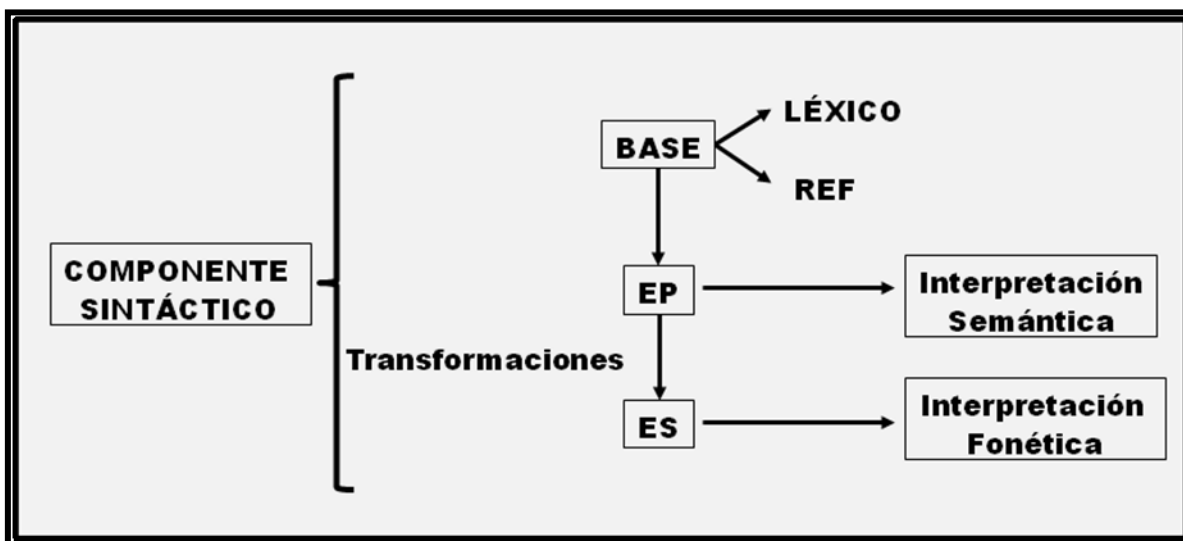 LÉXICO
BASE
REF
COMPONENTE
SINTÁCTICO
EP
Interpretación
Semántica
Transformaciones
ES
Interpretación
Fonética